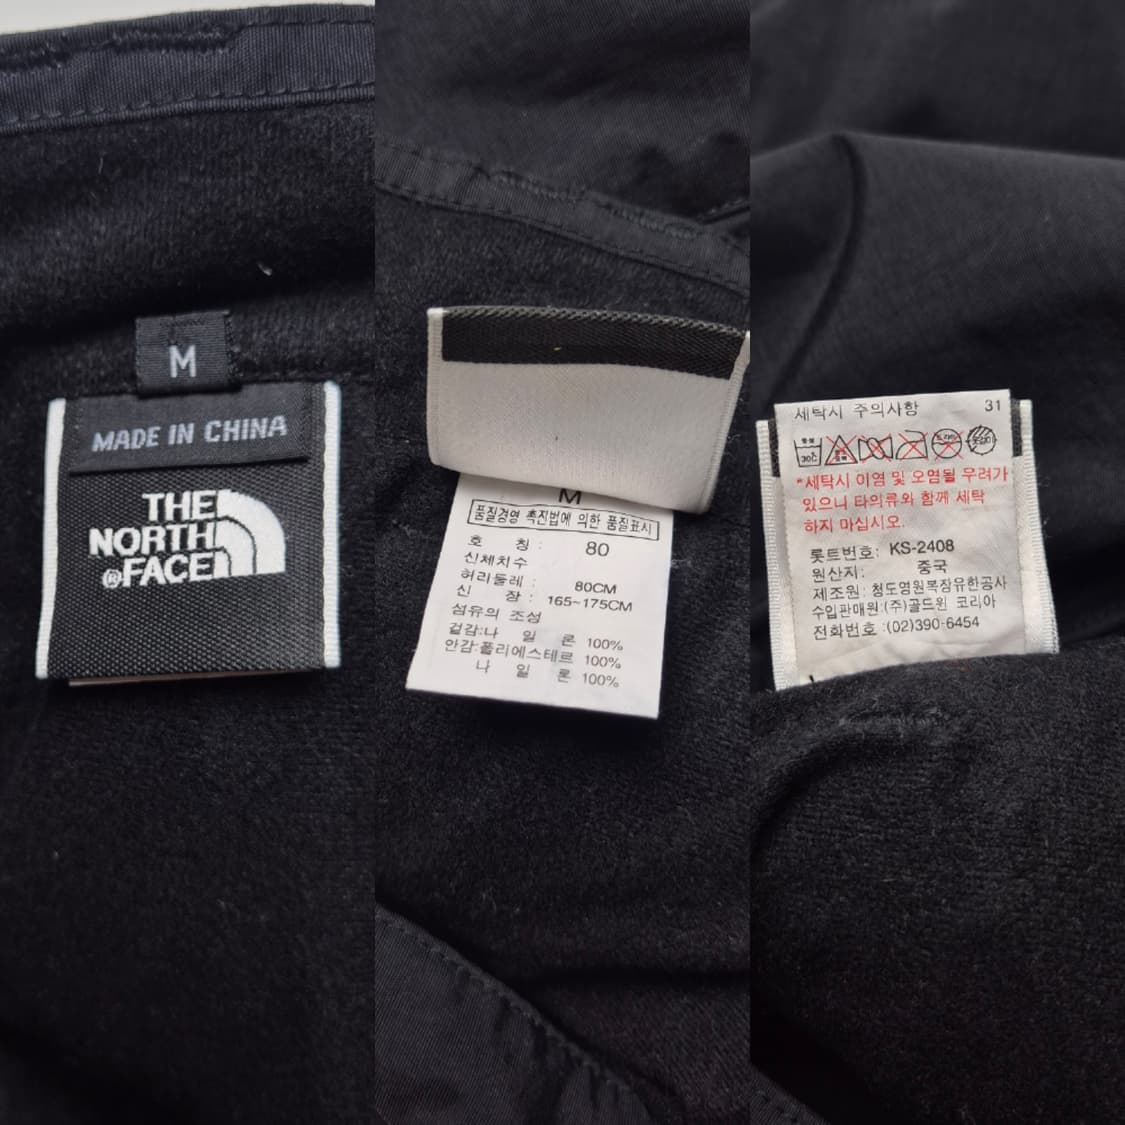 M
MADE IN CHINA
THE
NORTH
®FACE
M
품질경영 촉진법에 의한 품질표시
호 칭 : 80
신체치수
허리둘레 : 80CM
신 장 : 165~175CM
섬유의 조성
겉감:나 일 론 100%
안감:폴리에스테르 100%
나 일 론 100%
세탁시 주의사항 31
30℃
*세탁시 이염 및 오염될 우려가
있으니 타의류와 함께 세탁
하지 마십시오.
롯트번호: KS-2408
원산지: 중국
제조원: 청도영원복장유한공사
수입판매원:(주)골드윈 코리아
전화번호:(02)390-6454